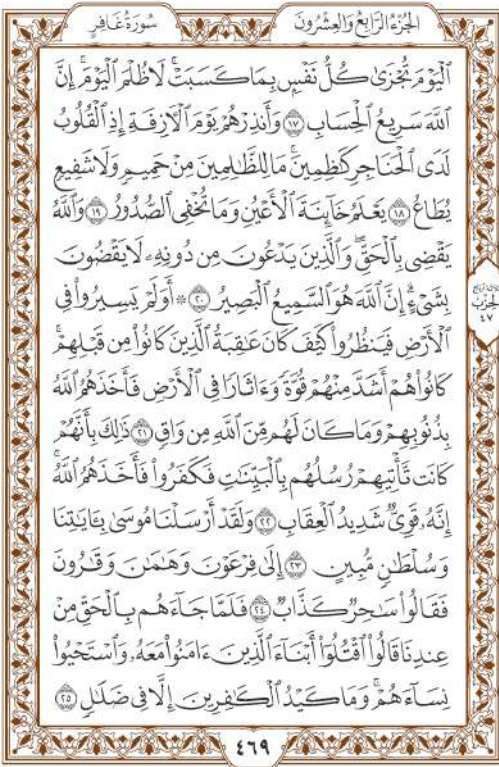 الجزء الرابع والعشرون
سورة غافر
ٱلۡيَوۡمَ تُجۡزَىٰ كُلُّ نَفۡسِۭ بِمَا كَسَبَتۡۚ لَا ظُلۡمَ ٱلۡيَوۡمَۚ إِنَّ
ٱللَّهَ سَرِيعُ ٱلۡحِسَابِ ١٧ وَأَنذِرۡهُمۡ يَوۡمَ ٱلۡأٓزِفَةِ إِذِ ٱلۡقُلُوبُ
لَدَى ٱلۡحَنَاجِرِ كَٰظِمِينَۚ مَا لِلظَّٰلِمِينَ مِنۡ حَمِيمٖ وَلَا شَفِيعٖ
يُطَاعُ ١٨ يَعۡلَمُ خَآئِنَةَ ٱلۡأَعۡيُنِ وَمَا تُخۡفِي ٱلصُّدُورُ ١٩ وَٱللَّهُ
يَقۡضِي بِٱلۡحَقِّۖ وَٱلَّذِينَ يَدۡعُونَ مِن دُونِهِۦ لَا يَقۡضُونَ
بِشَيۡءٍۗ إِنَّ ٱللَّهَ هُوَ ٱلسَّمِيعُ ٱلۡبَصِيرُ ٢٠ ۞ أَوَلَمۡ يَسِيرُواْ فِي
ٱلۡأَرۡضِ فَيَنظُرُواْ كَيۡفَ كَانَ عَٰقِبَةُ ٱلَّذِينَ كَانُواْ مِن قَبۡلِهِمۡۚ
كَانُواْ هُمۡ أَشَدَّ مِنۡهُمۡ قُوَّةٗ وَءَاثَارٗا فِي ٱلۡأَرۡضِ فَأَخَذَهُمُ ٱللَّهُ
بِذُنُوبِهِمۡ وَمَا كَانَ لَهُم مِّنَ ٱللَّهِ مِن وَاقٖ ٢١ ذَٰلِكَ بِأَنَّهُمۡ
كَانَت تَّأۡتِيهِمۡ رُسُلُهُم بِٱلۡبَيِّنَٰتِ فَكَفَرُواْ فَأَخَذَهُمُ ٱللَّهُۚ
إِنَّهُۥ قَوِيّٞ شَدِيدُ ٱلۡعِقَابِ ٢٢ وَلَقَدۡ أَرۡسَلۡنَا مُوسَىٰ بِـَٔايَٰتِنَا
وَسُلۡطَٰنٖ مُّبِينٍ ٢٣ إِلَىٰ فِرۡعَوۡنَ وَهَٰمَٰنَ وَقَٰرُونَ
فَقَالُواْ سَٰحِرٞ كَذَّابٞ ٢٤ فَلَمَّا جَآءَهُم بِٱلۡحَقِّ مِنۡ
عِندِنَا قَالُواْ ٱقۡتُلُوٓاْ أَبۡنَآءَ ٱلَّذِينَ ءَامَنُواْ مَعَهُۥ وَٱسۡتَحۡيُواْ
نِسَآءَهُمۡۚ وَمَا كَيۡدُ ٱلۡكَٰفِرِينَ إِلَّا فِي ضَلَٰلٖ ٢٥
الحزب
٤٧
٤٦٩